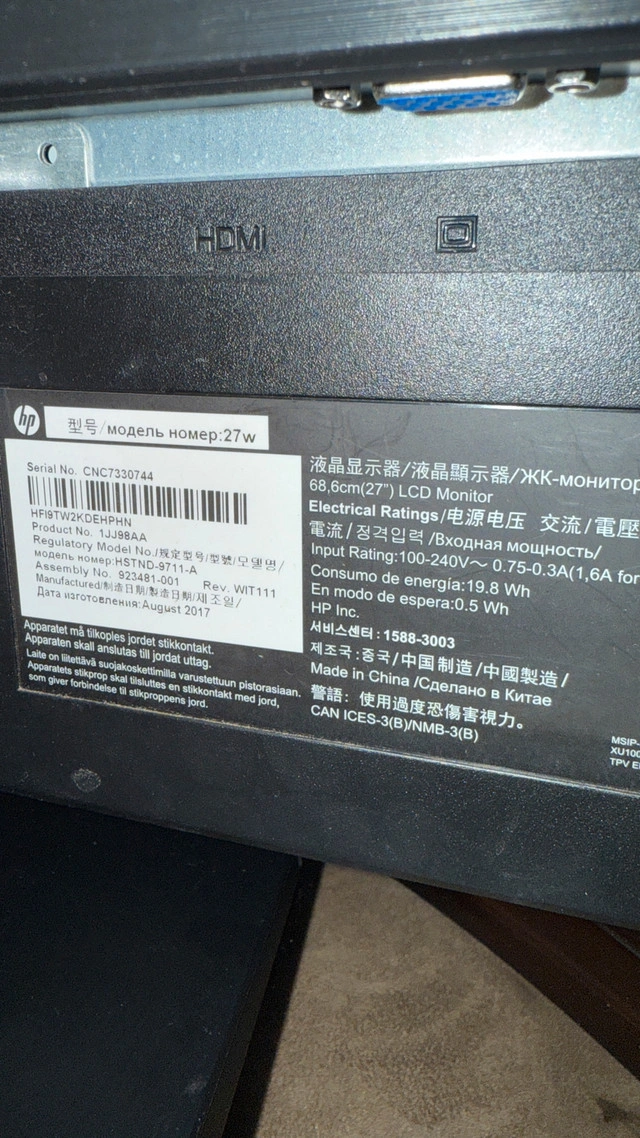 HDMI
hp
型号/модель номер:27w
Serial No. CNC7330744
HFI9TW2KDEHPHN
Product No. 1JJ98AA
Regulatory Model No./规定型号/型號/모델명/
модель номер:HSTND-9711-A
Assembly No. 923481-001 Rev. WIT111
Manufactured/制造日期/製造日期/제조일/
Дата изготовления:August 2017
Apparatet må tilkoples jordet stikkontakt.
Apparaten skall anslutas till jordat uttag.
Laite on liitettävä suojakoskettimilla varustettuun pistorasiaan.
Apparatets stikprop skal tilsluttes en stikkontakt med jord,
som giver forbindelse til stikproppens jord.
液晶显示器/液晶顯示器/ЖК-монитор
68,6cm(27") LCD Monitor
Electrical Ratings/电源电压 交流/電壓
電流/정격입력/Входная мощность/
Input Rating:100-240V～ 0.75-0.3A(1,6A for
Consumo de energía:19.8 Wh
En modo de espera:0.5 Wh
HP Inc.
서비스센터 : 1588-3003
제조국 :중국/中国制造/中國製造/
Made in China /Сделано в Китае
警語: 使用過度恐傷害視力。
CAN ICES-3(B)/NMB-3(B)
MSIP-
XU100
TPV El